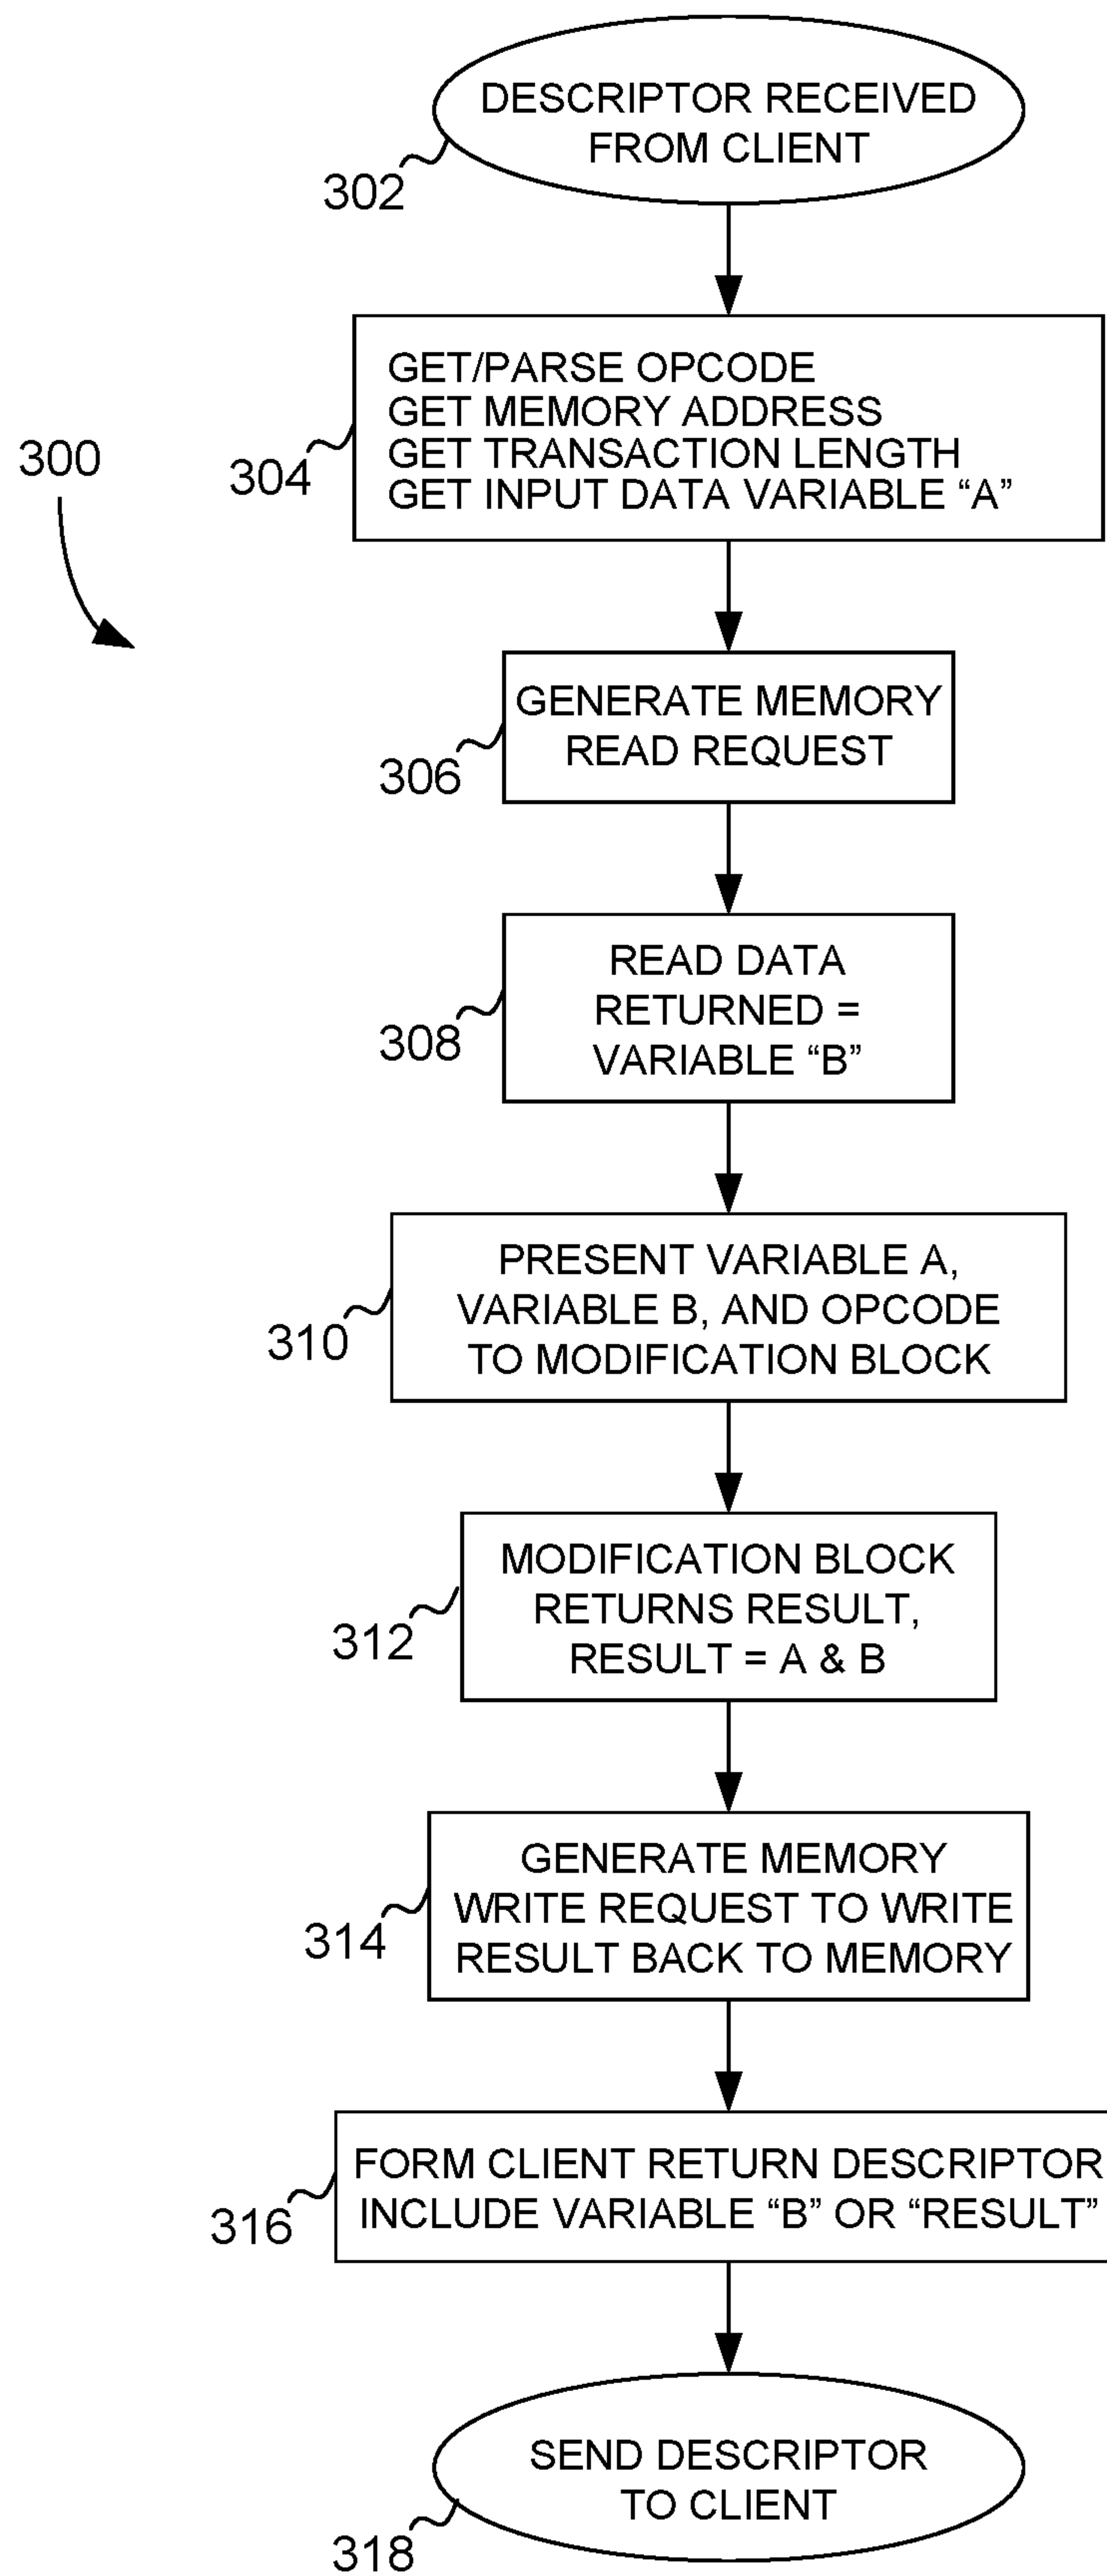 DESCRIPTOR RECEIVED
FROM CLIENT
302
GET/PARSE OPCODE
GET MEMORY ADDRESS
GET TRANSACTION LENGTH
GET INPUT DATA VARIABLE “A”
300
304
GENERATE MEMORY
READ REQUEST
306
READ DATA
RETURNED =
VARIABLE “B”
308
PRESENT VARIABLE A,
VARIABLE B, AND OPCODE
TO MODIFICATION BLOCK
310
MODIFICATION BLOCK
RETURNS RESULT,
RESULT = A & B
312
GENERATE MEMORY
WRITE REQUEST TO WRITE
RESULT BACK TO MEMORY
314
FORM CLIENT RETURN DESCRIPTOR
INCLUDE VARIABLE “B” OR “RESULT”
316
SEND DESCRIPTOR
TO CLIENT
318